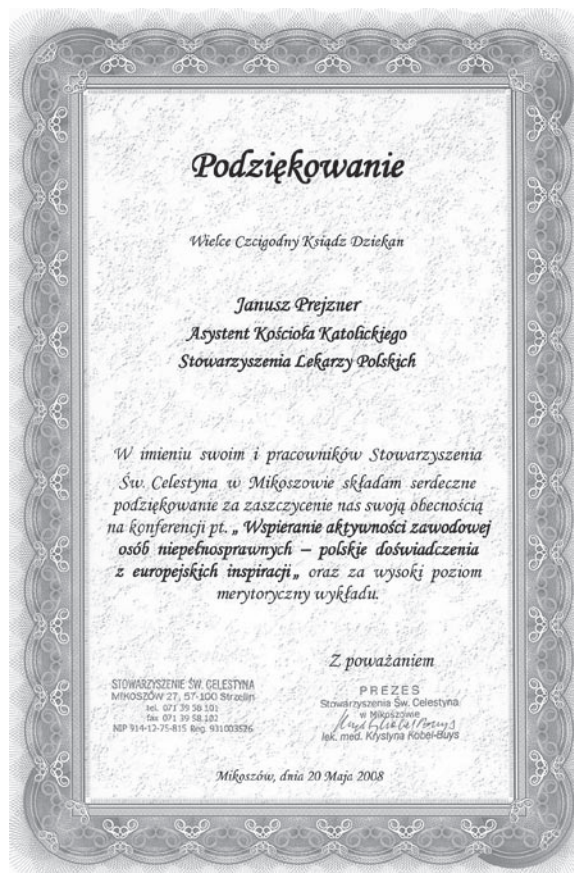 Podziękowanie
Wielce Czcigodny Ksiądz Dziekan
Janusz Prejzner
Asystent Kościoła Katolickiego
Stowarzyszenia Lekarzy Polskich
W imieniu swoim i pracowników Stowarzyszenia
Św. Celestyna w Mikoszowie składam serdeczne
podziękowanie za zaszczycenie nas swoją obecnością
na konferencji pt. „ Wspieranie aktywności zawodowej
osób niepełnosprawnych – polskie doświadczenia
z europejskich inspiracji„ oraz za wysoki poziom
merytoryczny wykładu.
Z poważaniem
STOWARZYSZENIE ŚW. CELESTYNA
MIKOSZÓW 27, 57-100 Strzelin
tel. 071 39 58 101
fax 071 39 58 102
NIP 914-12-75-815 Reg. 931003526
PREZES
Stowarzyszenia Św. Celestyna
w Mikoszowie
lek. med. Krystyna Kobel-Buys
Mikoszów, dnia 20 Maja 2008